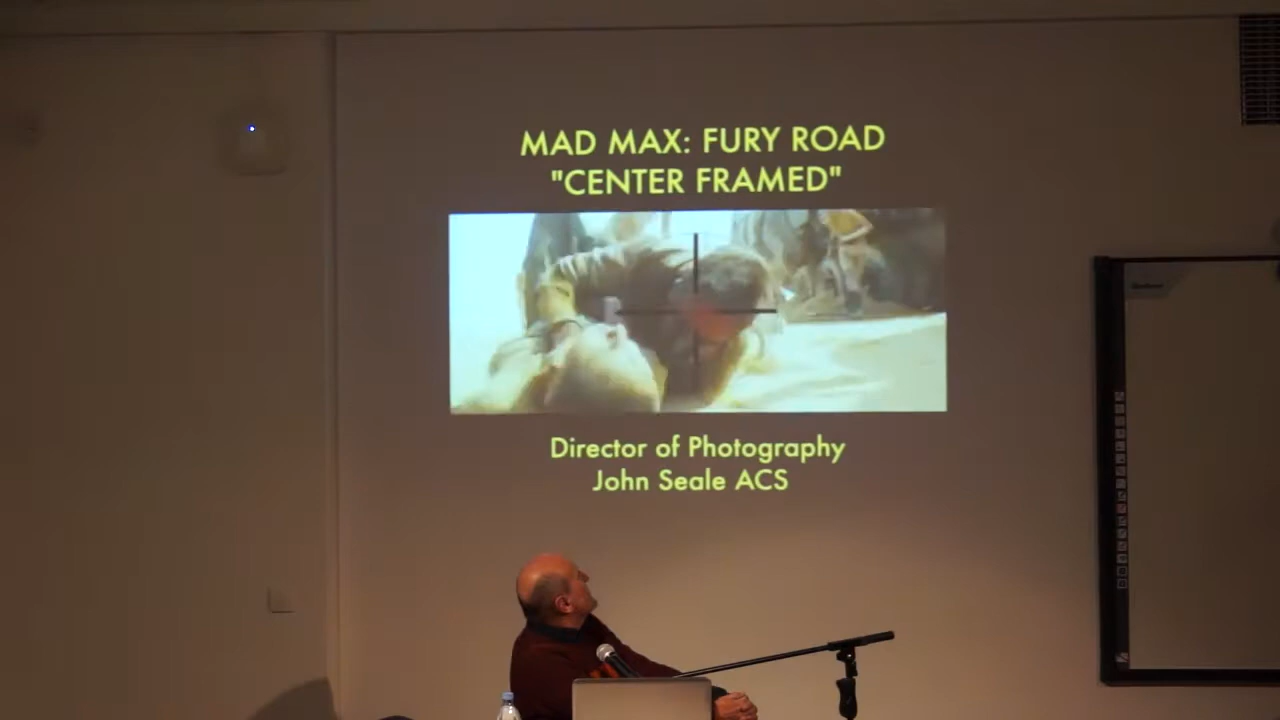 MAD MAX: FURY ROAD
"CENTER FRAMED"
Director of Photography
John Seale ACS